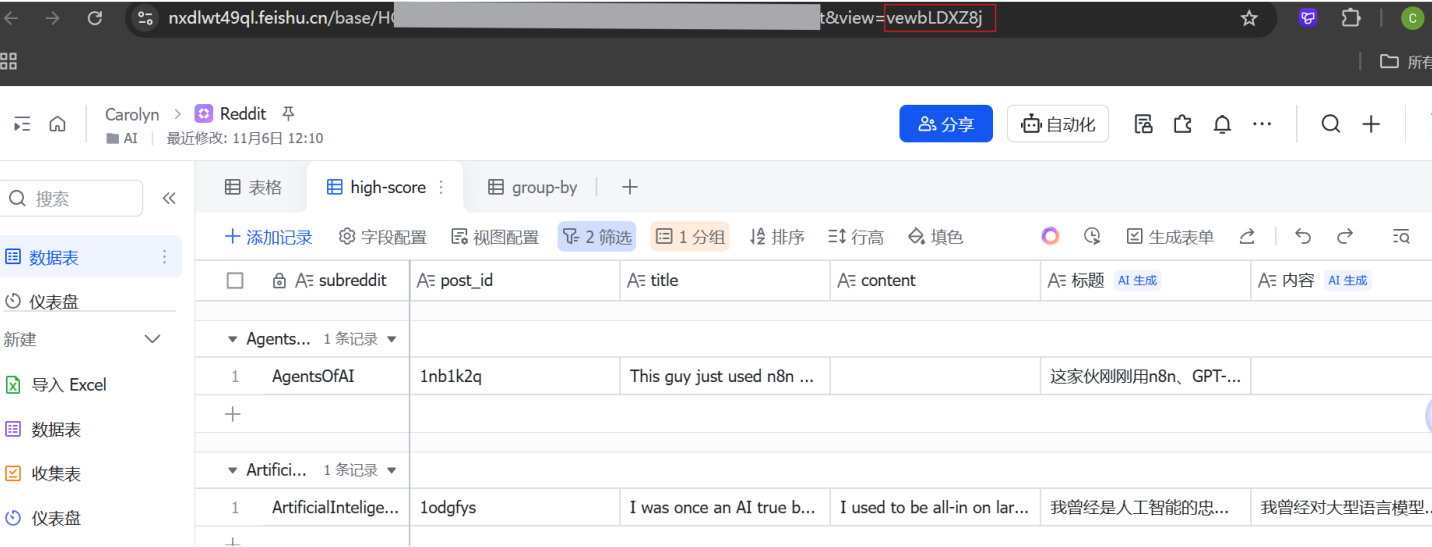 nxdlwt49ql.feishu.cn/base/H t&view=vewbLDXZ8j
C
所有
Carolyn > Reddit
AI 最近修改: 11月6日 12:10
分享
自动化
搜索
表格
high-score
group-by
数据表
仪表盘
新建
导入 Excel
数据表
收集表
仪表盘
添加记录 字段配置 视图配置 2 筛选 1 分组 排序 行高 填色 生成表单
subreddit post_id title content 标题 AI 生成 内容 AI 生成
Agents... 1 条记录
1 AgentsOfAI 1nb1k2q This guy just used n8n ... 这家伙刚刚用n8n、GPT-...
Artifici... 1 条记录
1 ArtificialIntelige... 1odgfys I was once an AI true b... I used to be all-in on lar... 我曾经是人工智能的忠... 我曾经对大型语言模型...